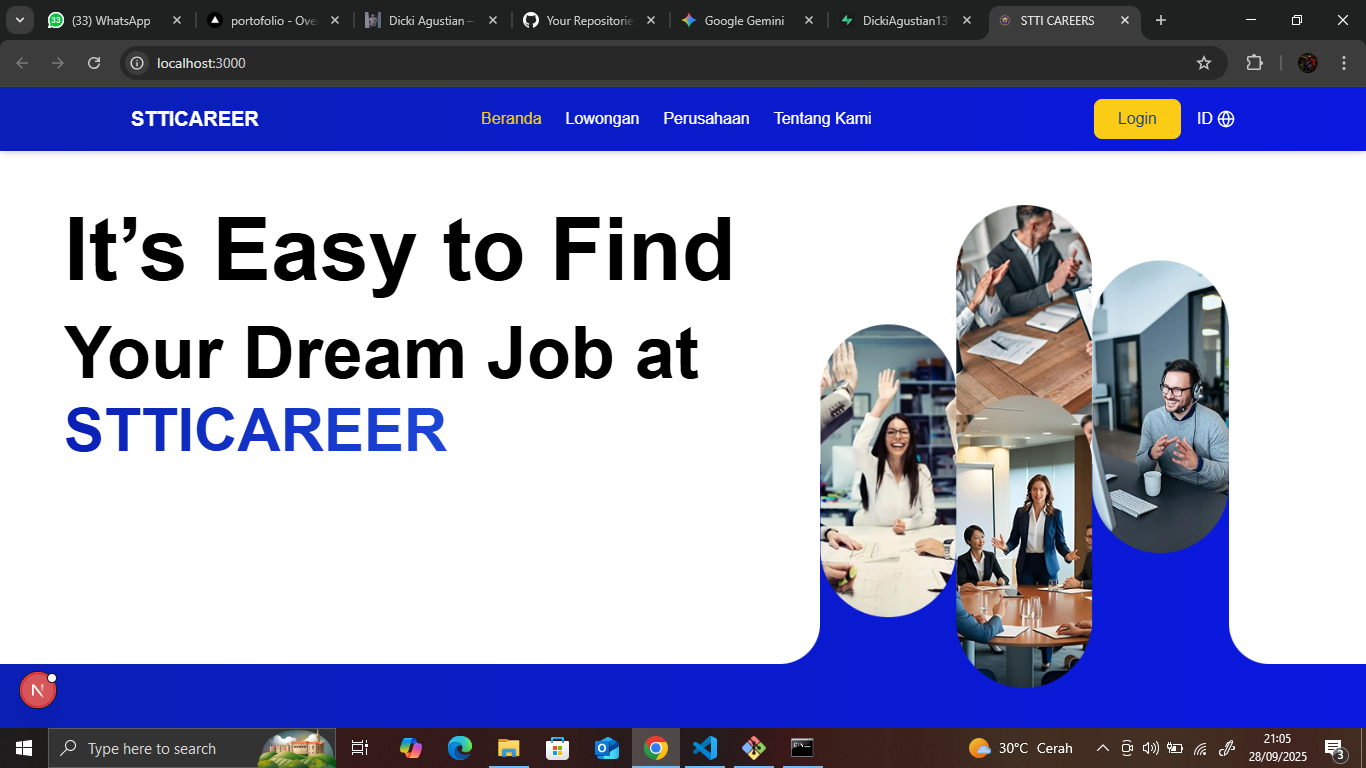 (33) WhatsApp
portofolio - Ove
Dicki Agustian –
Your Repositorie
Google Gemini
DickiAgustian13
STTI CAREERS
localhost:3000
STTICAREER
Beranda
Lowongan
Perusahaan
Tentang Kami
Login
ID
It’s Easy to Find
Your Dream Job at
STTICAREER
N
Type here to search
30°C Cerah
21:05
28/09/2025
3